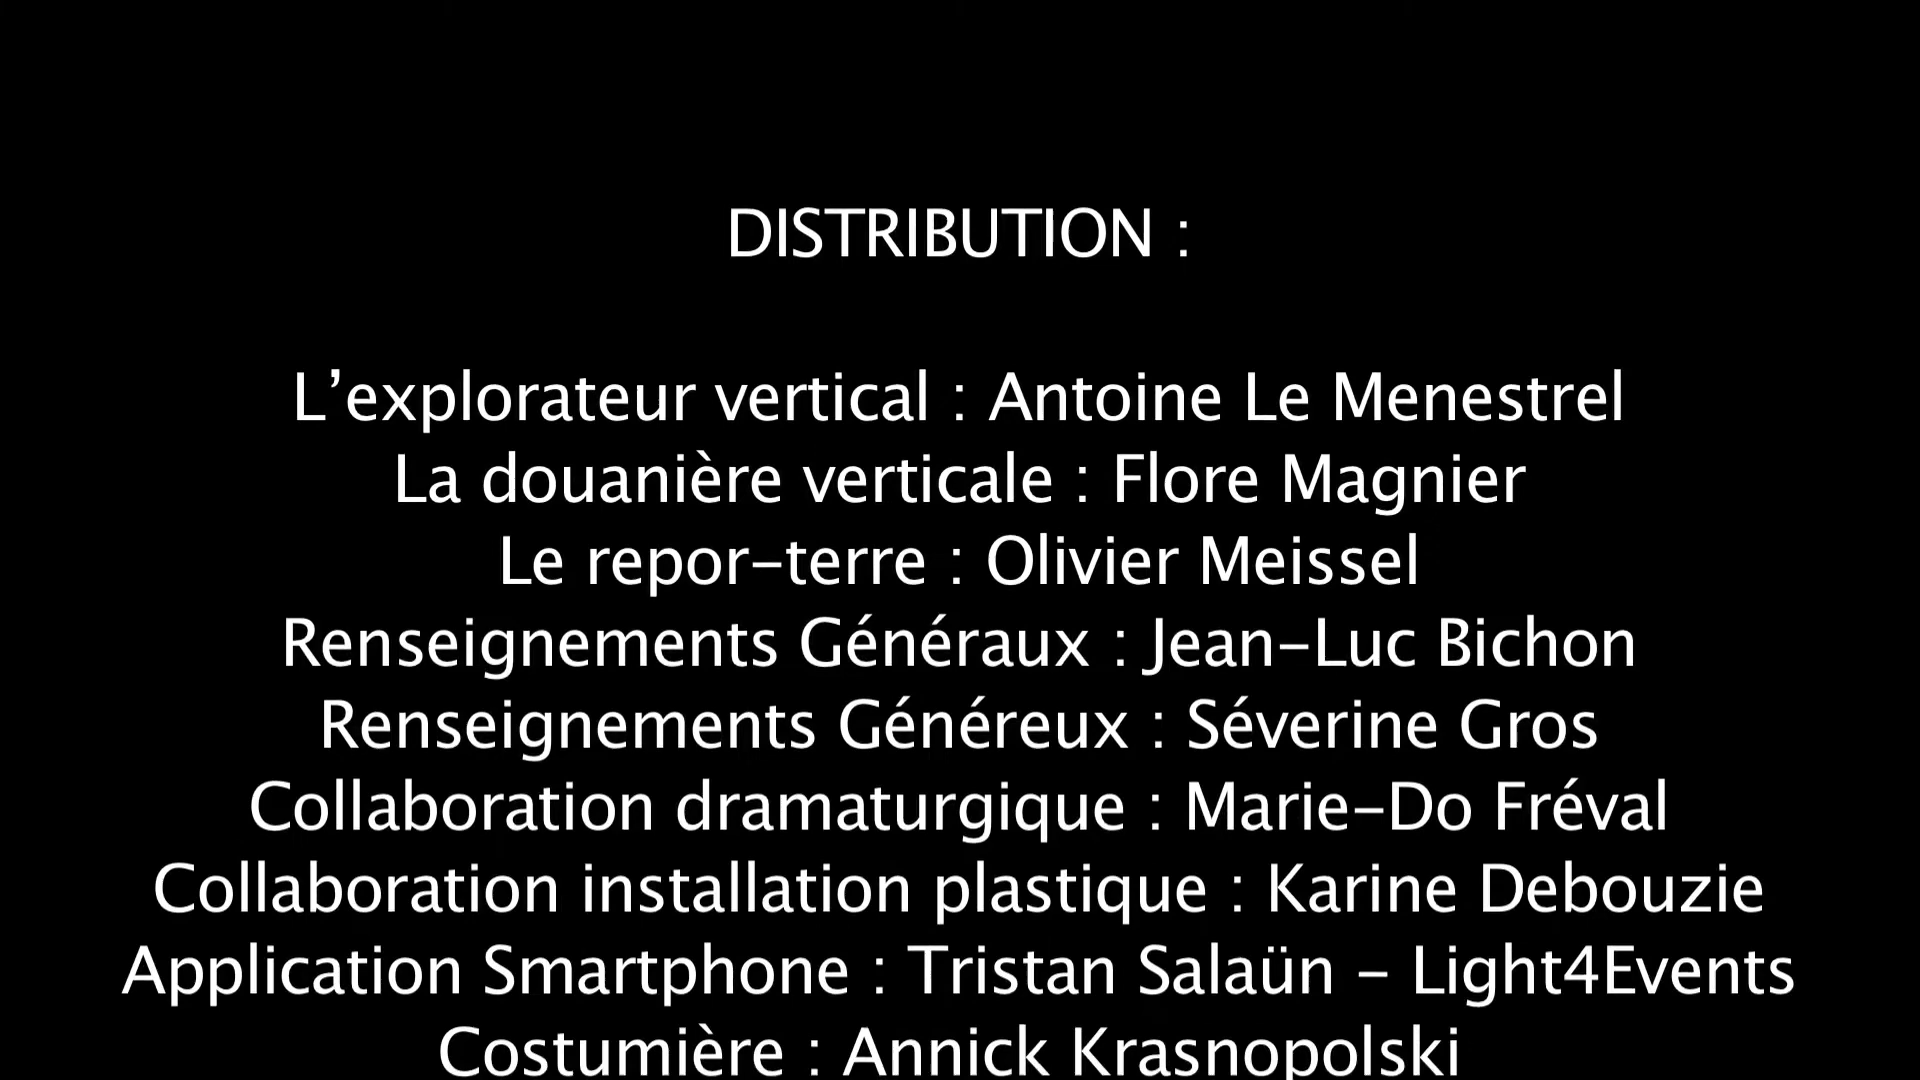 DISTRIBUTION :
L’explorateur vertical : Antoine Le Menestrel
La douanière verticale : Flore Magnier
Le repor-terre : Olivier Meissel
Renseignements Généraux : Jean-Luc Bichon
Renseignements Généreux : Séverine Gros
Collaboration dramaturgique : Marie-Do Fréval
Collaboration installation plastique : Karine Debouzie
Application Smartphone : Tristan Salaün - Light4Events
Costumière : Annick Krasnopolski